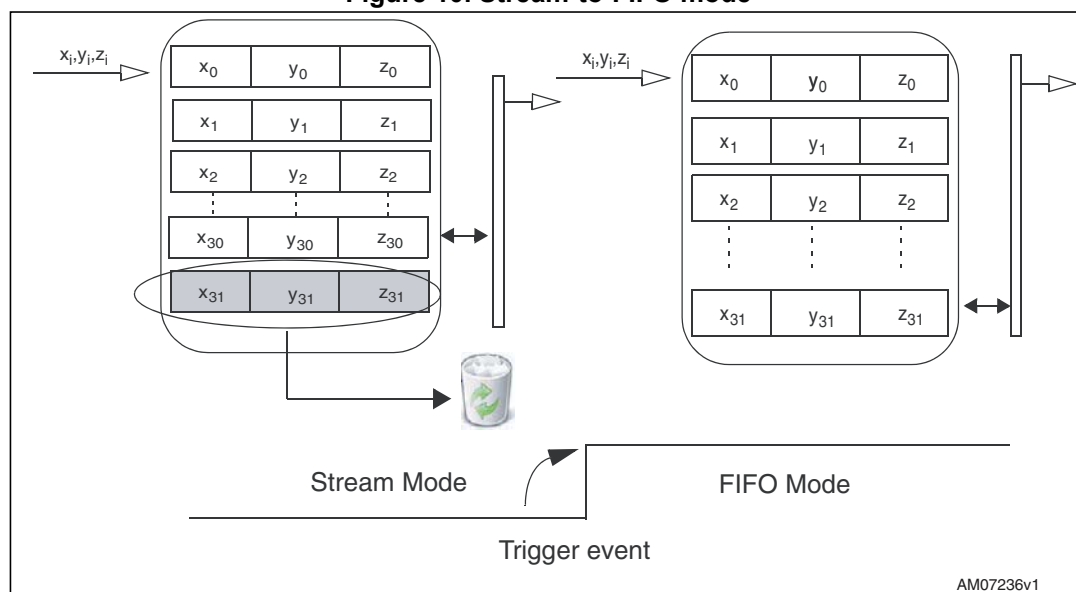 Figure 10. Stream-to-FIFO mode
xi,yi,zi
x0 y0 z0
x1 y1 z1
x2 y2 z2
x30 y30 z30
x31 y31 z31
xi,yi,zi
x0 y0 z0
x1 y1 z1
x2 y2 z2
x31 y31 z31
Stream Mode
FIFO Mode
Trigger event
AM07236v1